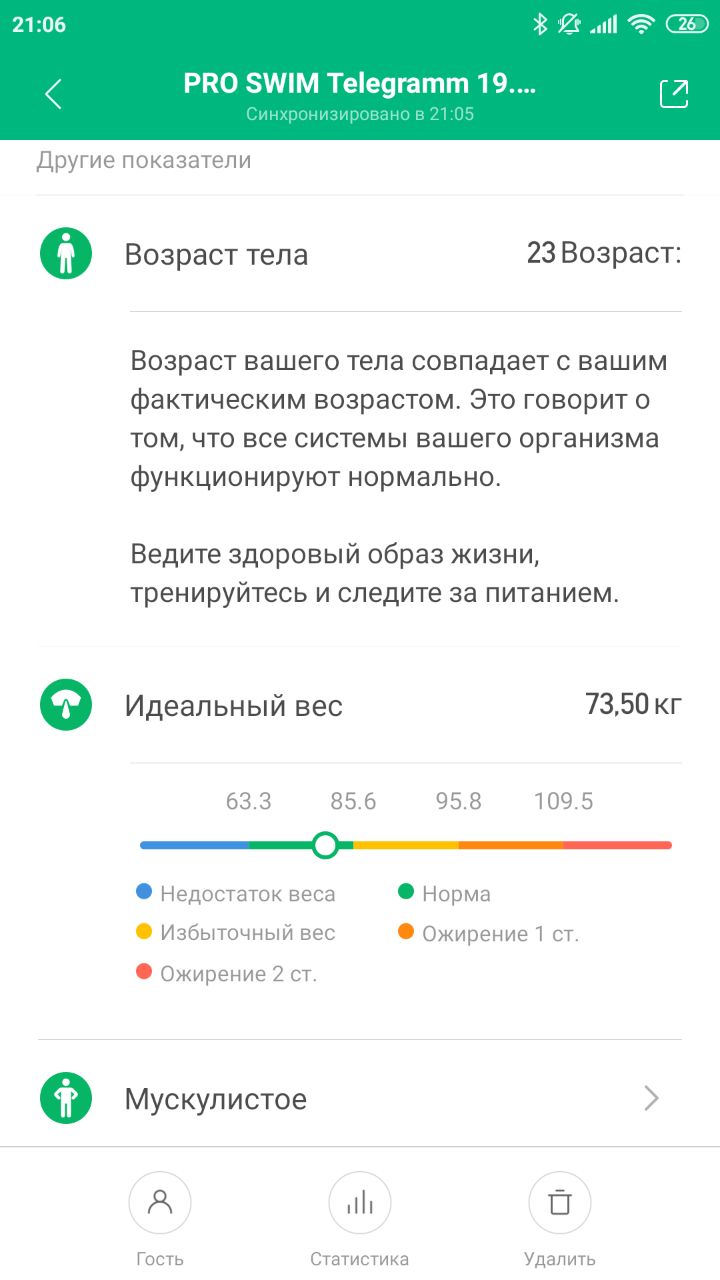 21:06
26
PRO SWIM Telegramm 19....
Синхронизировано в 21:05
Другие показатели
Возраст тела
23 Возраст:
Возраст вашего тела совпадает с вашим
фактическим возрастом. Это говорит о
том, что все системы вашего организма
функционируют нормально.
Ведите здоровый образ жизни,
тренируйтесь и следите за питанием.
Идеальный вес
73,50 кг
63.3 85.6 95.8 109.5
Недостаток веса
Норма
Избыточный вес
Ожирение 1 ст.
Ожирение 2 ст.
Мускулистое
Гость
Статистика
Удалить